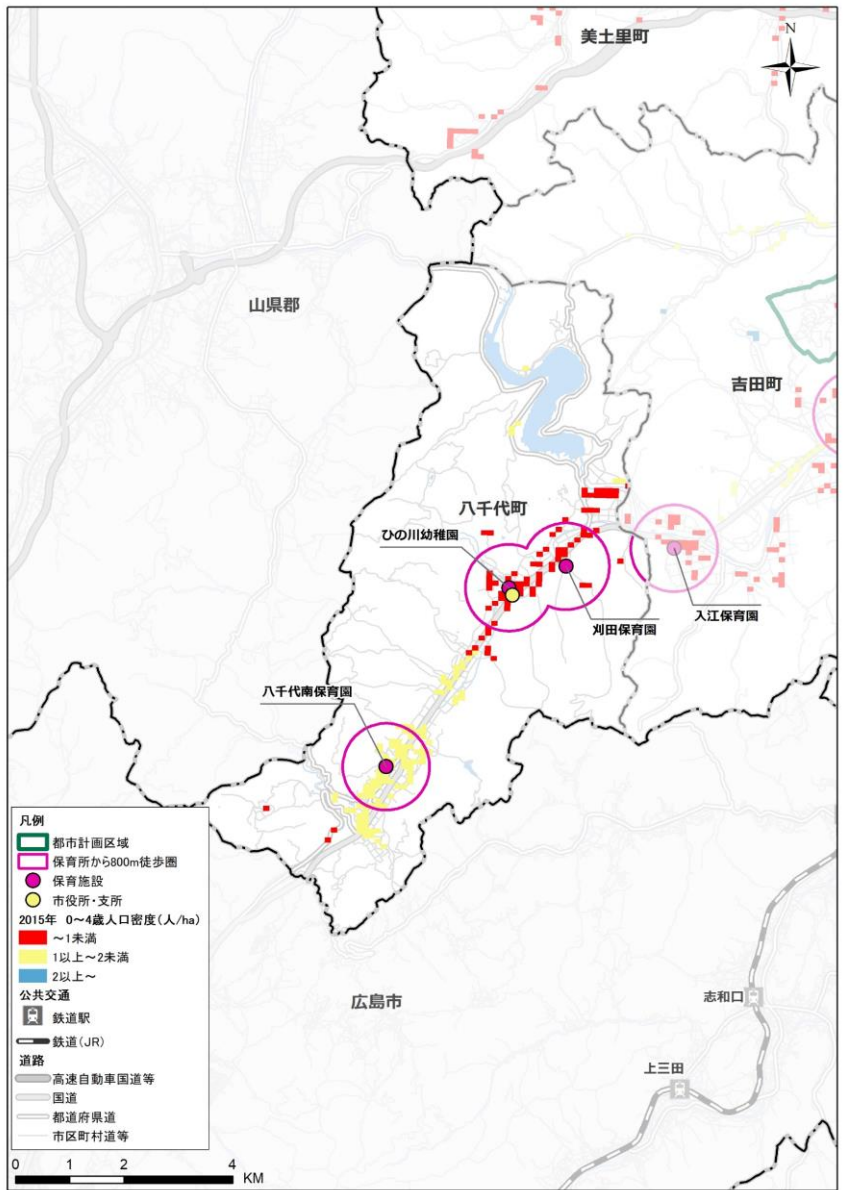 美土里町
N
山県郡
吉田町
八千代町
ひの川幼稚園
刈田保育園
入江保育園
八千代南保育園
凡例
都市計画区域
保育所から800m徒歩圏
保育施設
市役所・支所
2015年 0～4歳人口密度(人/ha)
～1未満
1以上～2未満
2以上～
公共交通
鉄道駅
鉄道(JR)
道路
高速自動車国道等
国道
都道府県道
市区町村道等
広島市
志和口
上三田
0 1 2 4
KM